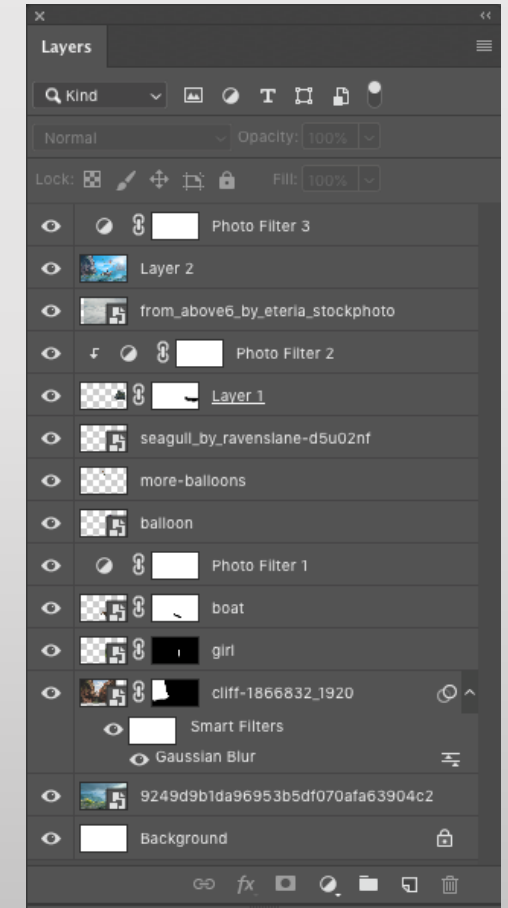 Layers
Kind
Normal Opacity: 100%
Lock: Fill: 100%
Photo Filter 3
Layer 2
from_above6_by_eteria_stockphoto
Photo Filter 2
Layer 1
seagull_by_ravenslane-d5u02nf
more-balloons
balloon
Photo Filter 1
boat
girl
cliff-1866832_1920
Smart Filters
Gaussian Blur
9249d9b1da96953b5df070afa63904c2
Background
fx